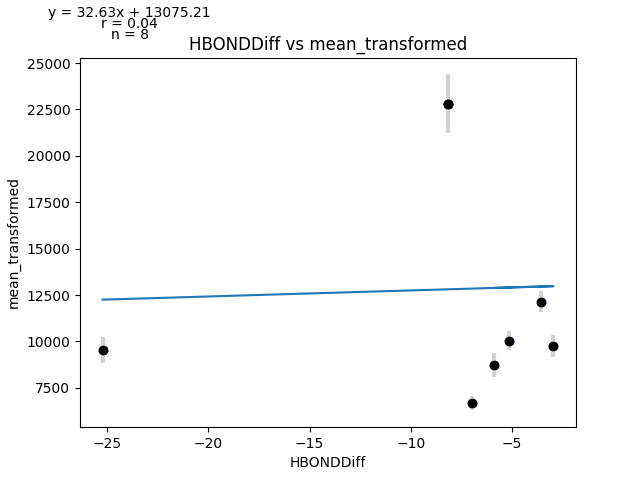 y = 32.63x + 13075.21
r = 0.04
n = 8
HBONDDiff vs mean_transformed
25000
22500
20000
17500
15000
12500
10000
7500
mean_transformed
−25
−20
−15
−10
−5
HBONDDiff